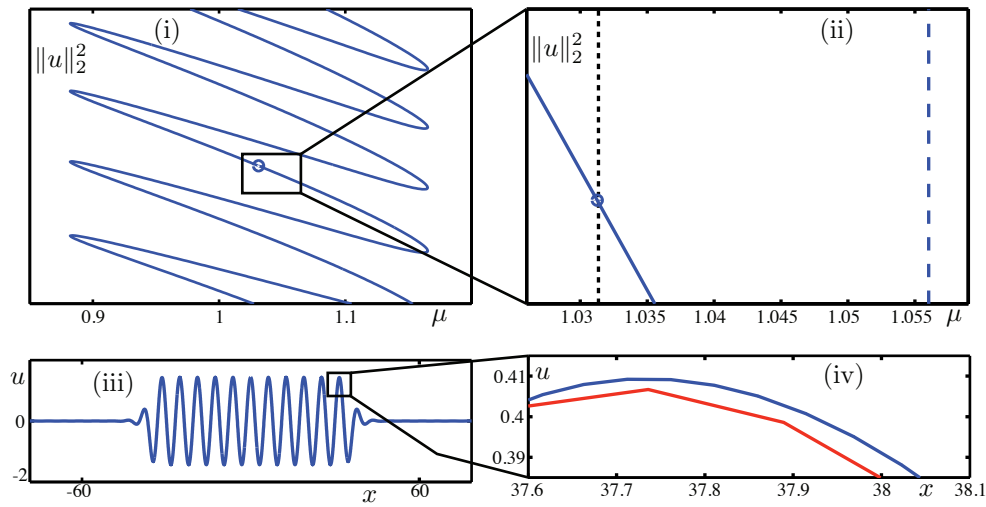 (i)
‖u‖₂²
0.9 1 1.1 μ
(ii)
‖u‖₂²
1.03 1.035 1.04 1.045 1.05 1.055 μ
(iii)
u
0
-2
-60 x 60
(iv)
u
0.41
0.4
0.39
37.6 37.7 37.8 37.9 38 x 38.1